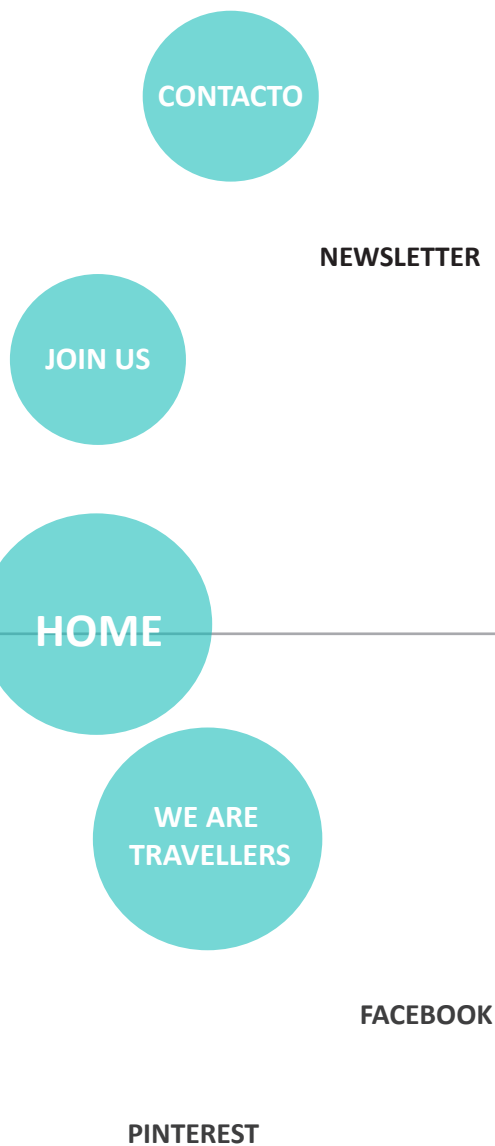 CONTACTO
NEWSLETTER
JOIN US
HOME
WE ARE
TRAVELLERS
FACEBOOK
PINTEREST